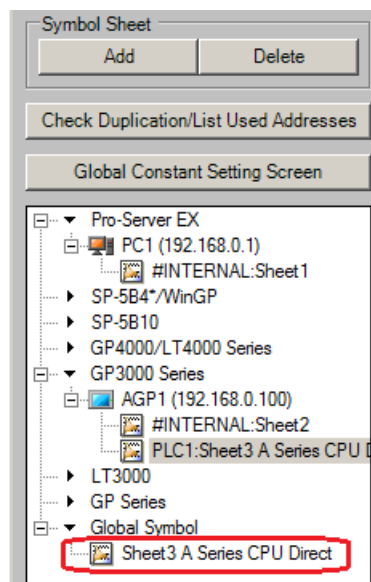 Symbol Sheet
Add Delete
Check Duplication/List Used Addresses
Global Constant Setting Screen
Pro-Server EX
PC1 (192.168.0.1)
#INTERNAL:Sheet1
SP-5B4*/WinGP
SP-5B10
GP4000/LT4000 Series
GP3000 Series
AGP1 (192.168.0.100)
#INTERNAL:Sheet2
PLC1:Sheet3 A Series CPU
LT3000
GP Series
Global Symbol
Sheet3 A Series CPU Direct